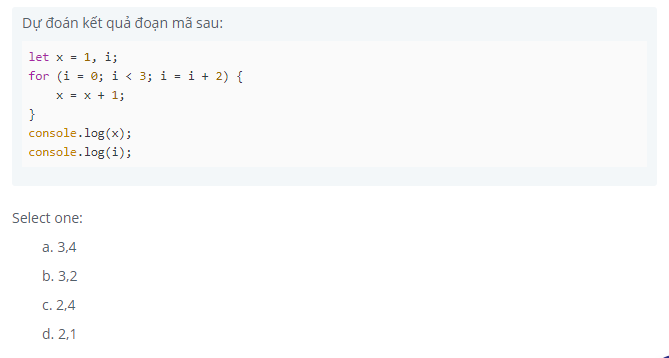 Dự đoán kết quả đoạn mã sau:
let x = 1, i;
for (i = 0; i < 3; i = i + 2) {
    x = x + 1;
}
console.log(x);
console.log(i);
Select one:
a. 3,4
b. 3,2
c. 2,4
d. 2,1